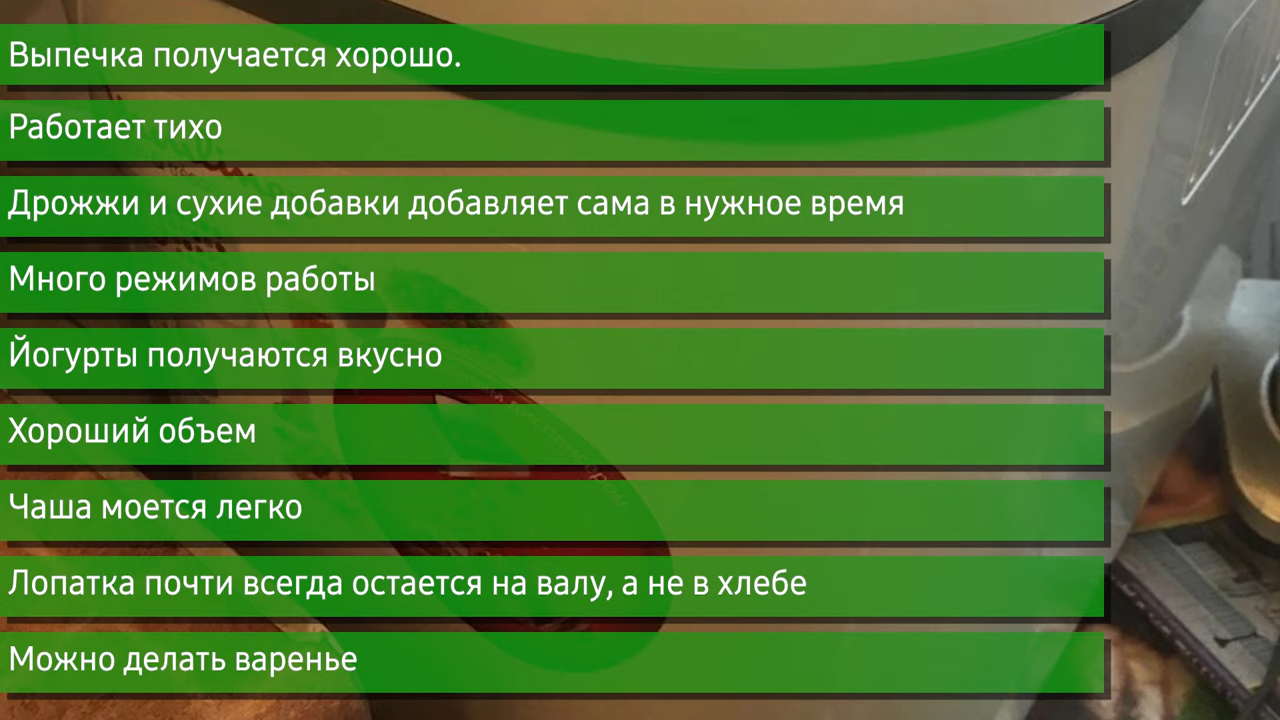 Выпечка получается хорошо.
Работает тихо
Дрожжи и сухие добавки добавляет сама в нужное время
Много режимов работы
Йогурты получаются вкусно
Хороший объем
Чаша моется легко
Лопатка почти всегда остается на валу, а не в хлебе
Можно делать варенье